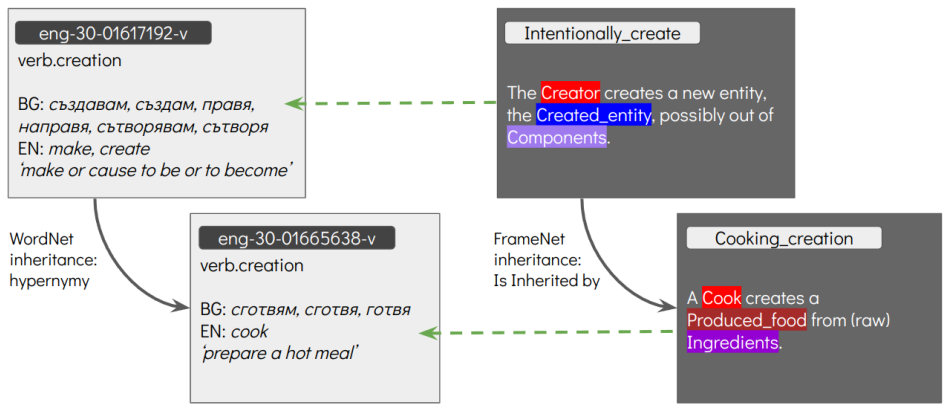 eng-30-01617192-v
verb.creation
BG: създавам, създам, правя,
направя, сътворявам, сътворя
EN: make, create
‘make or cause to be or to become’
Intentionally_create
The Creator creates a new entity,
the Created_entity, possibly out of
Components.
WordNet
inheritance:
hypernymy
eng-30-01665638-v
verb.creation
BG: сготвям, сготвя, готвя
EN: cook
‘prepare a hot meal’
FrameNet
inheritance:
Is Inherited by
Cooking_creation
A Cook creates a
Produced_food from (raw)
Ingredients.